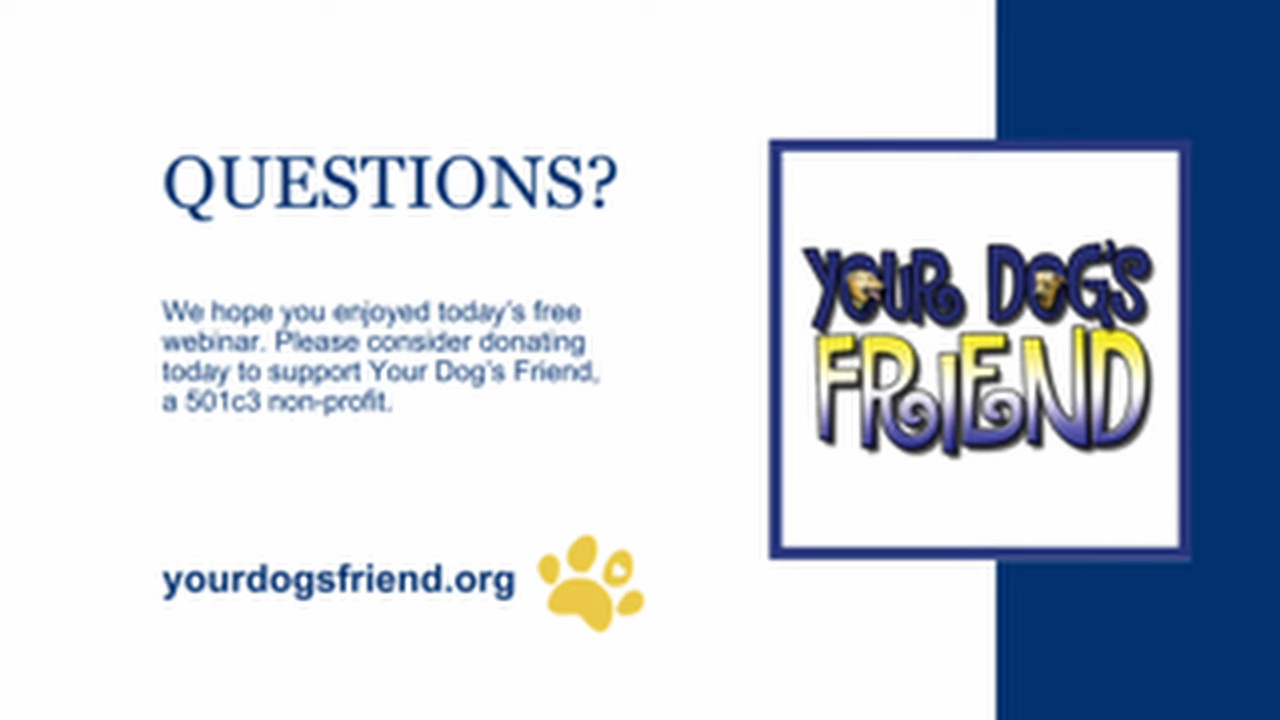 QUESTIONS?
We hope you enjoyed today's free
webinar. Please consider donating
today to support Your Dog's Friend,
a 501c3 non-profit.
yourdogsfriend.org
YOUR DOG'S
FRIEND